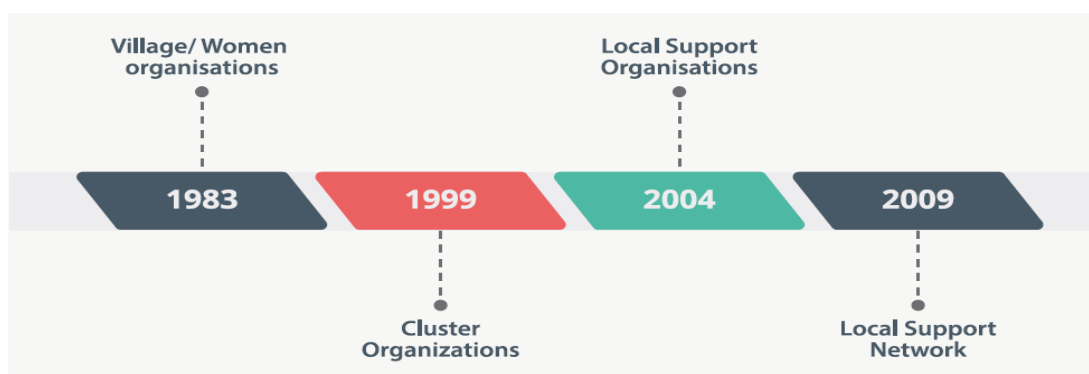 Village/ Women
organisations
Local Support
Organisations
1983
1999
2004
2009
Cluster
Organizations
Local Support
Network